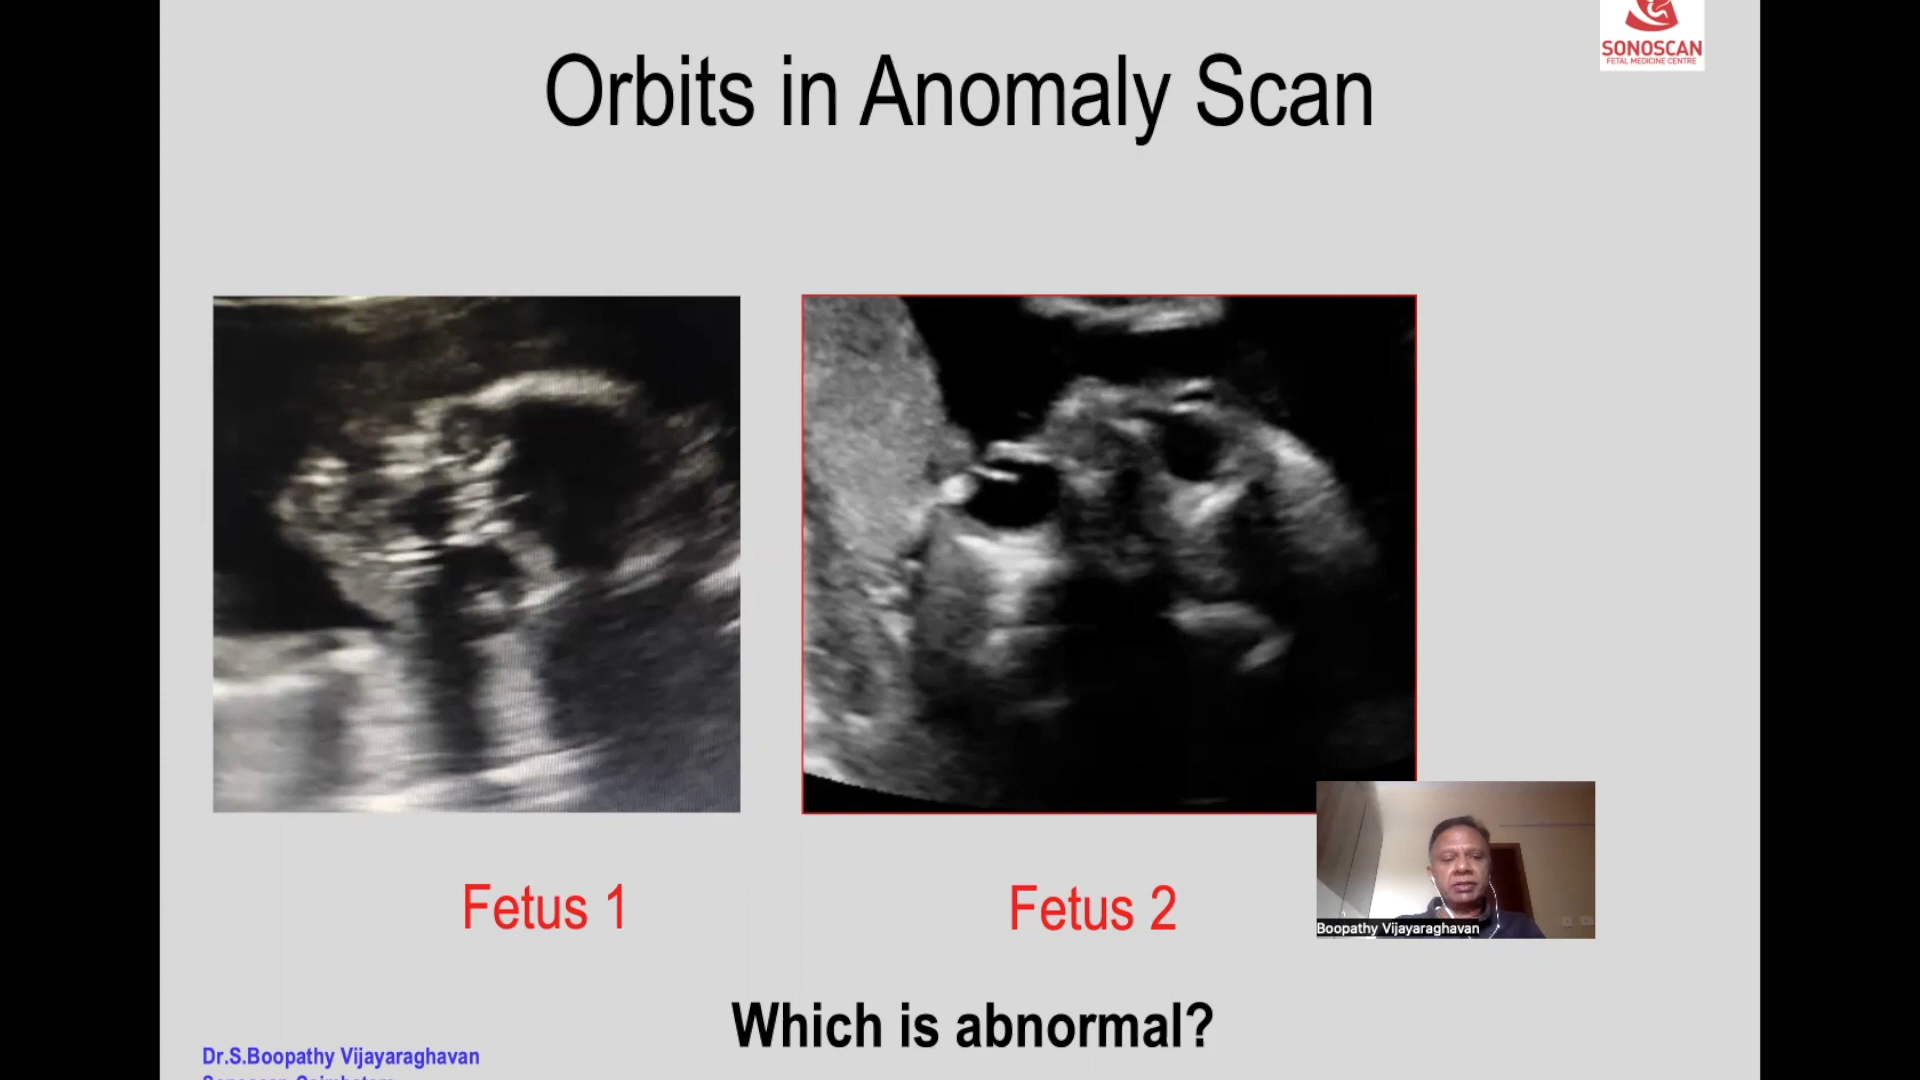 SONOSCAN
FETAL MEDICINE CENTRE
Orbits in Anomaly Scan
Fetus 1
Fetus 2
Boopathy Vijayaraghavan
Which is abnormal?
Dr.S.Boopathy Vijayaraghavan